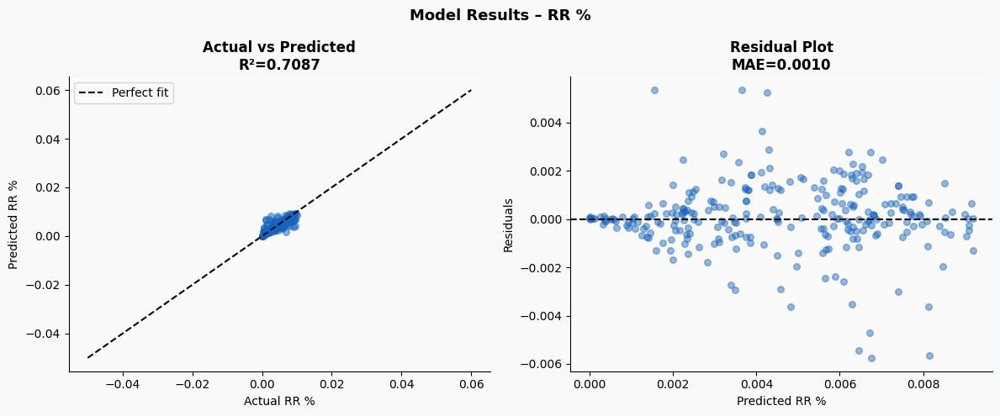 Model Results – RR %
Actual vs Predicted
R²=0.7087
Perfect fit
0.06
0.04
0.02
0.00
−0.02
−0.04
Predicted RR %
−0.04
−0.02
0.00
0.02
0.04
0.06
Actual RR %
Residual Plot
MAE=0.0010
0.004
0.002
0.000
−0.002
−0.004
−0.006
Residuals
0.000
0.002
0.004
0.006
0.008
Predicted RR %